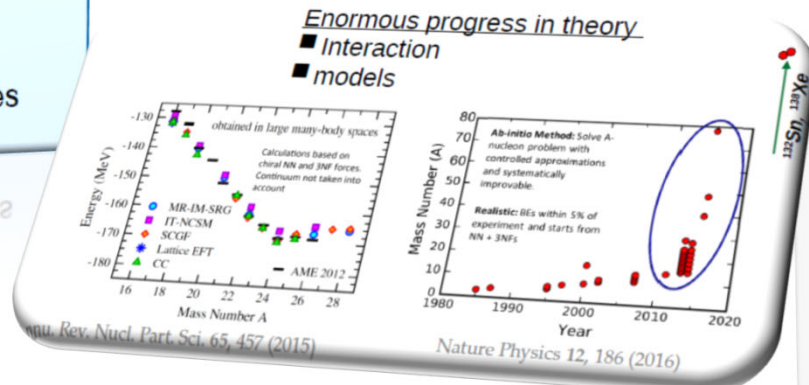 es
Enormous progress in theory
■ Interaction
■ models
-130
-140
-150
-160
-170
-180
Energy (MeV)
obtained in large many-body spaces
Calculations based on
chiral NN and 3NF forces.
Continuum not taken into
account
MR-IM-SRG
IT-NCSM
SCGF
Lattice EFT
CC
AME 2012
16 18 20 22 24 26 28
Mass Number A
Rev. Nucl. Part. Sci. 65, 457 (2015)
80
70
60
50
40
30
20
10
0
Mass Number (A)
Ab-initio Method: Solve A-
nucleon problem with
controlled approximations
and systematically
improvable.
Realistic: BEs within 5% of
experiment and starts from
NN + 3NFs
1980 1990 2000 2010 2020
Year
Nature Physics 12, 186 (2016)
¹³²Sn, ¹³⁸Xe